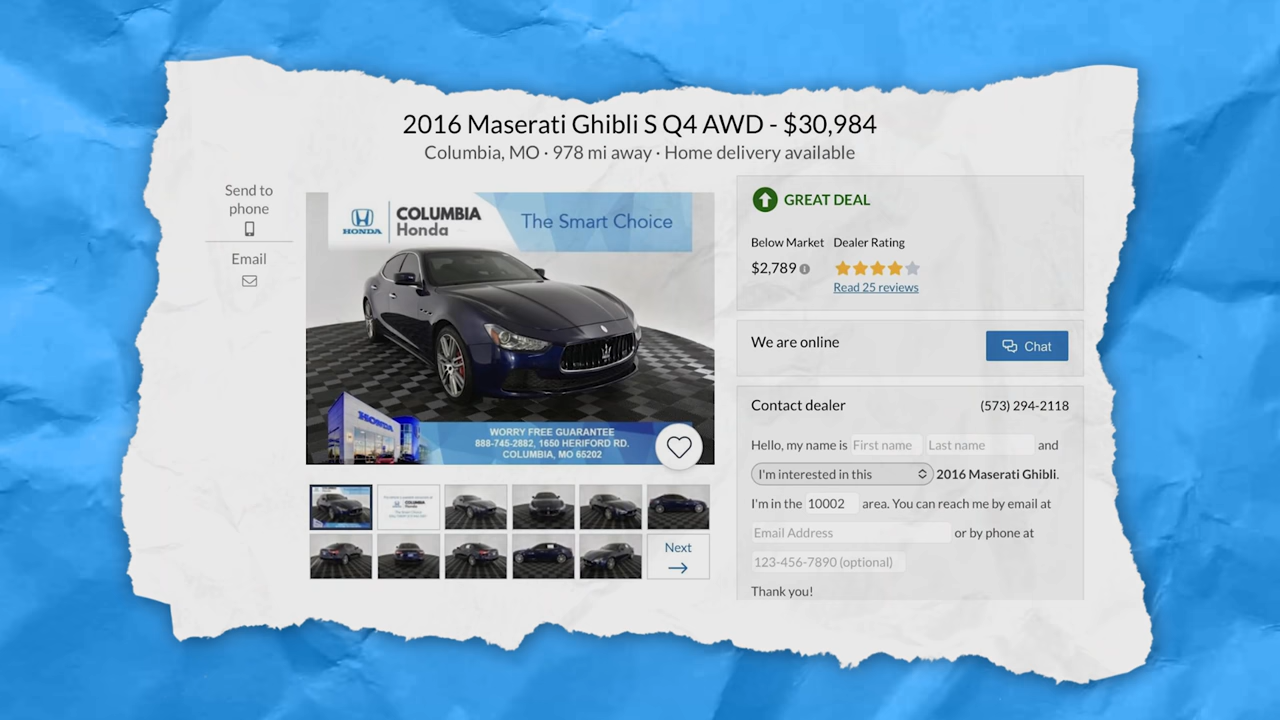 2016 Maserati Ghibli S Q4 AWD - $30,984
Columbia, MO · 978 mi away · Home delivery available
Send to
phone
Email
HONDA
COLUMBIA
Honda
The Smart Choice
HONDA
WORRY FREE GUARANTEE
888-745-2882, 1650 HERIFORD RD.
COLUMBIA, MO 65202
Next
GREAT DEAL
Below Market Dealer Rating
$2,789
Read 25 reviews
We are online
Chat
Contact dealer (573) 294-2118
Hello, my name is First name Last name and
I'm interested in this 2016 Maserati Ghibli.
I'm in the 10002 area. You can reach me by email at
Email Address or by phone at
123-456-7890 (optional)
Thank you!